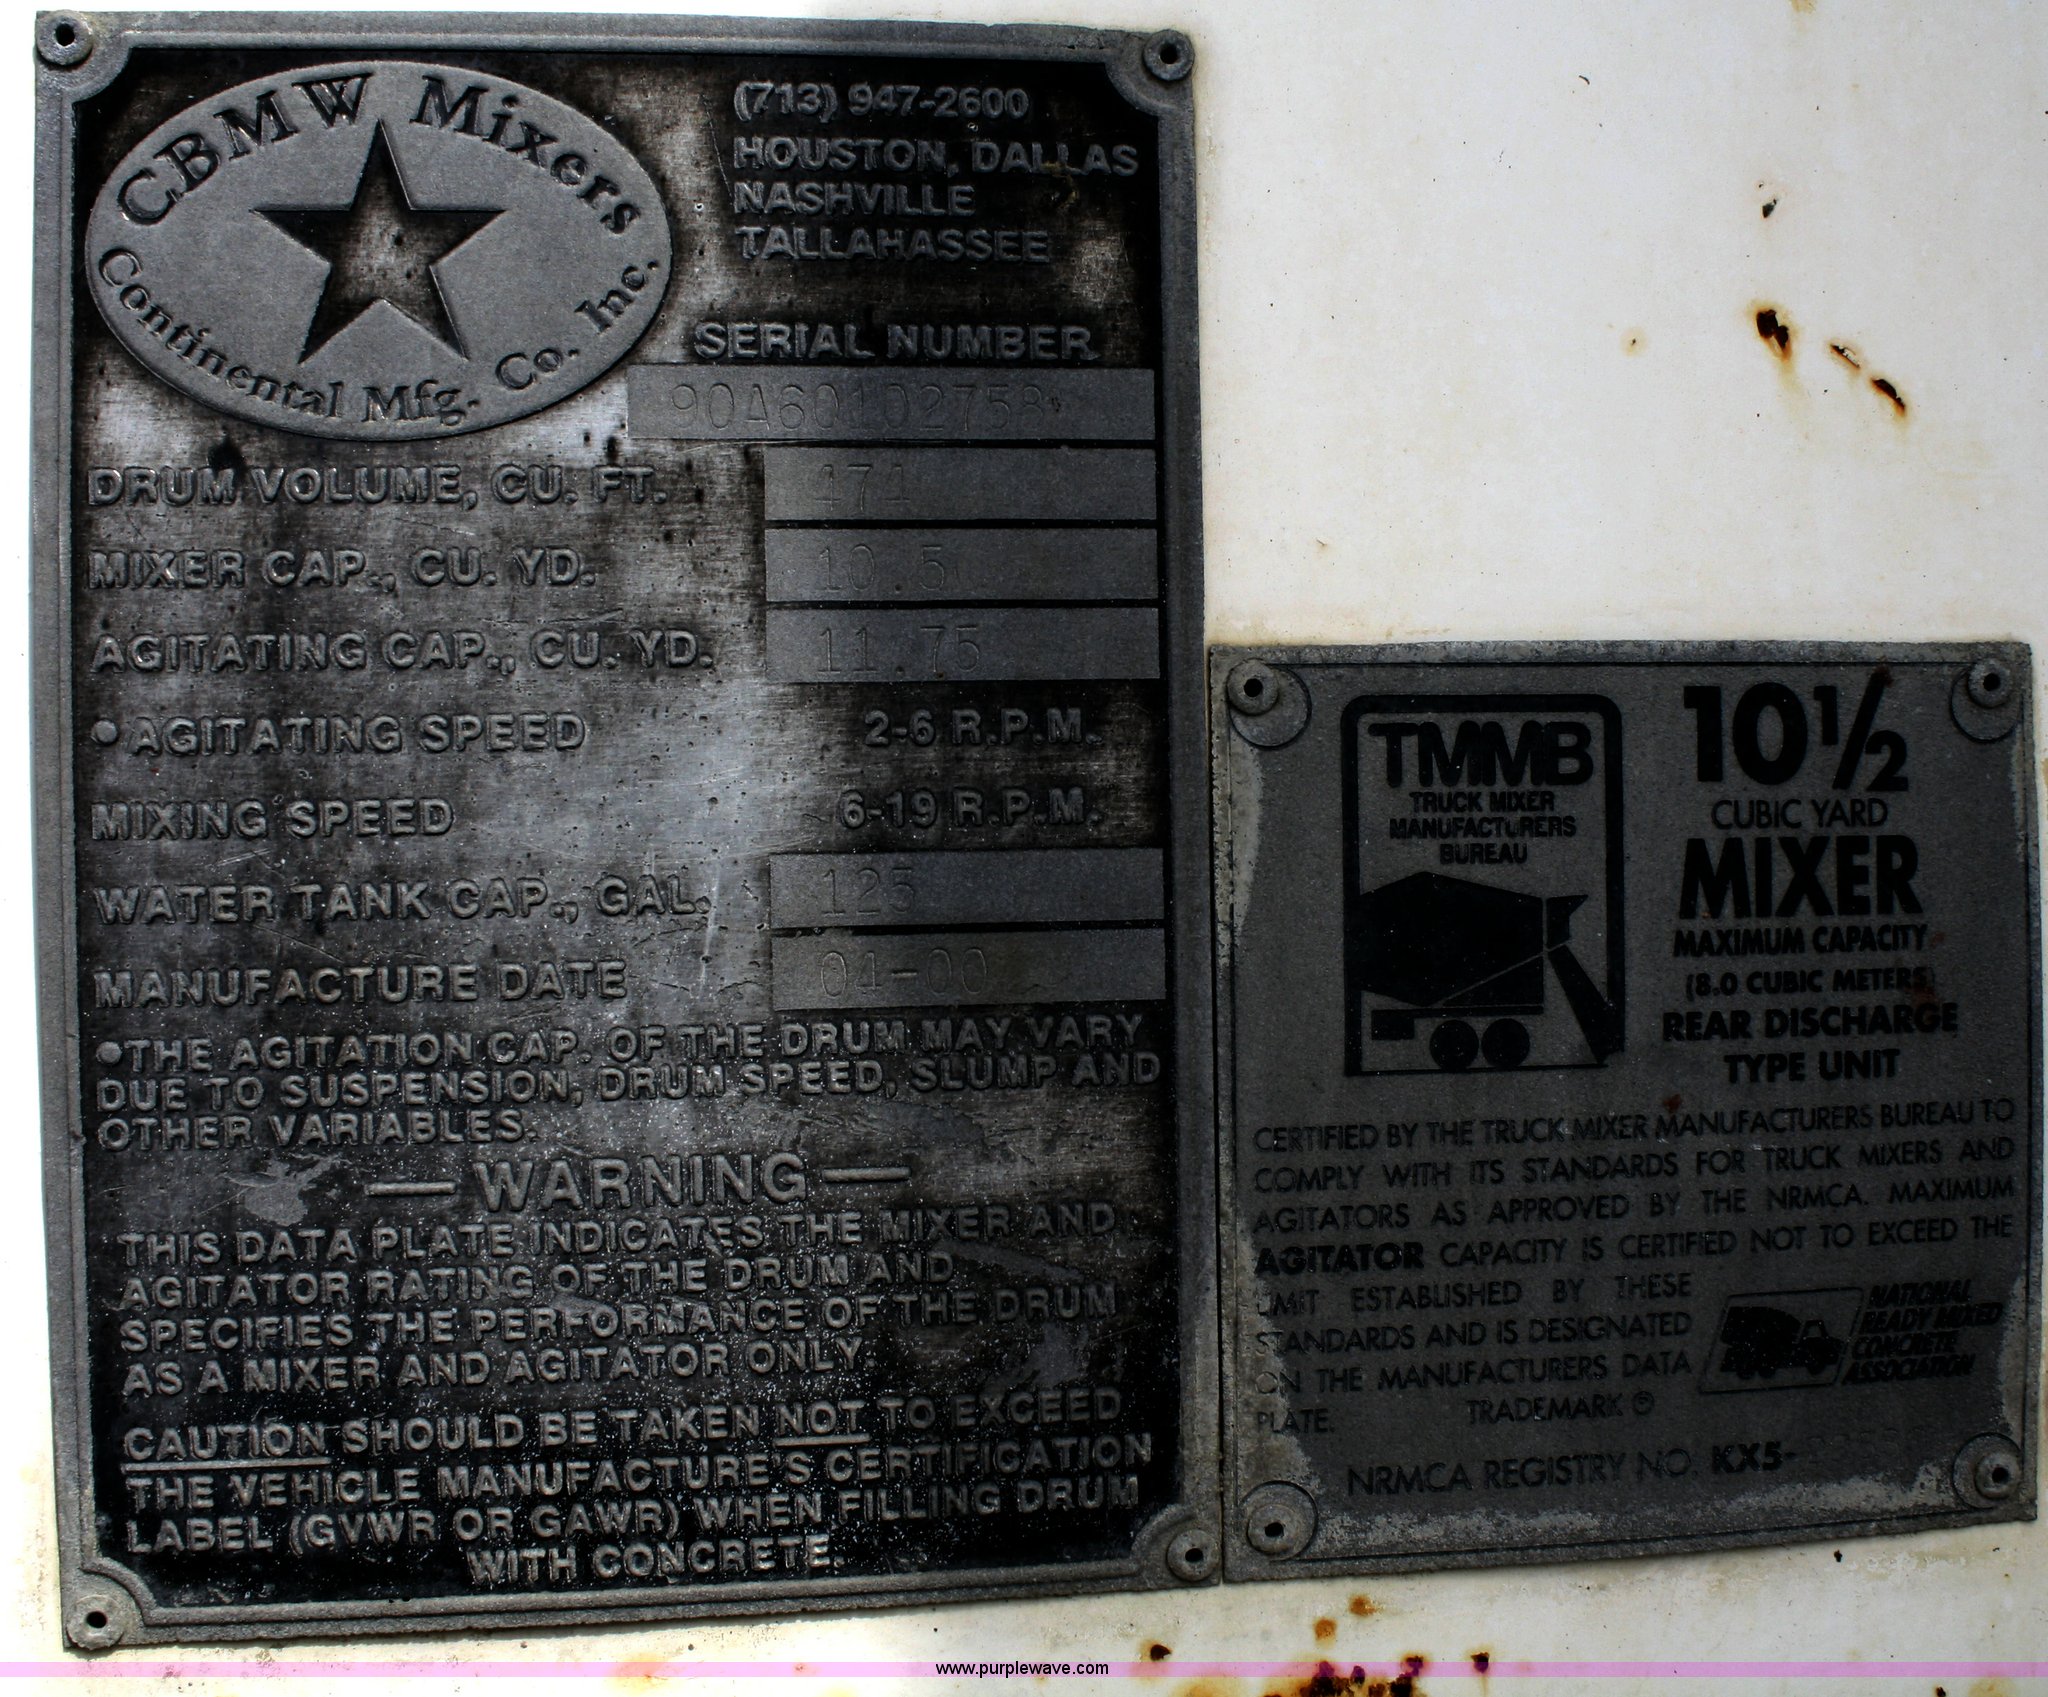 CBMW Mixers
Continental Mfg. Co. Inc.
(713) 947-2600
HOUSTON, DALLAS
NASHVILLE
TALLAHASSEE
SERIAL NUMBER
90A60102758
DRUM VOLUME, CU. FT. 474
MIXER CAP., CU. YD. 10.5
AGITATING CAP., CU. YD. 11.75
•AGITATING SPEED 2-6 R.P.M.
MIXING SPEED 6-19 R.P.M.
WATER TANK CAP., GAL. 125
MANUFACTURE DATE 04-00
•THE AGITATION CAP. OF THE DRUM MAY VARY
DUE TO SUSPENSION, DRUM SPEED, SLUMP AND
OTHER VARIABLES.
— WARNING —
THIS DATA PLATE INDICATES THE MIXER AND
AGITATOR RATING OF THE DRUM AND
SPECIFIES THE PERFORMANCE OF THE DRUM
AS A MIXER AND AGITATOR ONLY.
CAUTION SHOULD BE TAKEN NOT TO EXCEED
THE VEHICLE MANUFACTURE'S CERTIFICATION
LABEL (GVWR OR GAWR) WHEN FILLING DRUM
WITH CONCRETE.
TMMB
TRUCK MIXER
MANUFACTURERS
BUREAU
10 1/2
CUBIC YARD
MIXER
MAXIMUM CAPACITY
(8.0 CUBIC METERS)
REAR DISCHARGE
TYPE UNIT
CERTIFIED BY THE TRUCK MIXER MANUFACTURERS BUREAU TO
COMPLY WITH ITS STANDARDS FOR TRUCK MIXERS AND
AGITATORS AS APPROVED BY THE NRMCA. MAXIMUM
AGITATOR CAPACITY IS CERTIFIED NOT TO EXCEED THE
LIMIT ESTABLISHED BY THESE
STANDARDS AND IS DESIGNATED
ON THE MANUFACTURERS DATA
PLATE. TRADEMARK ®
NATIONAL
READY MIXED
CONCRETE
ASSOCIATION
NRMCA REGISTRY NO. KX5-
www.purplewave.com